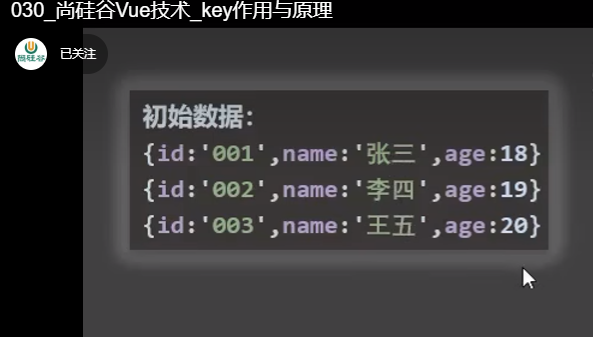 030_尚硅谷Vue技术_key作用与原理
尚硅谷
已关注
初始数据：
{id:'001',name:'张三',age:18}
{id:'002',name:'李四',age:19}
{id:'003',name:'王五',age:20}